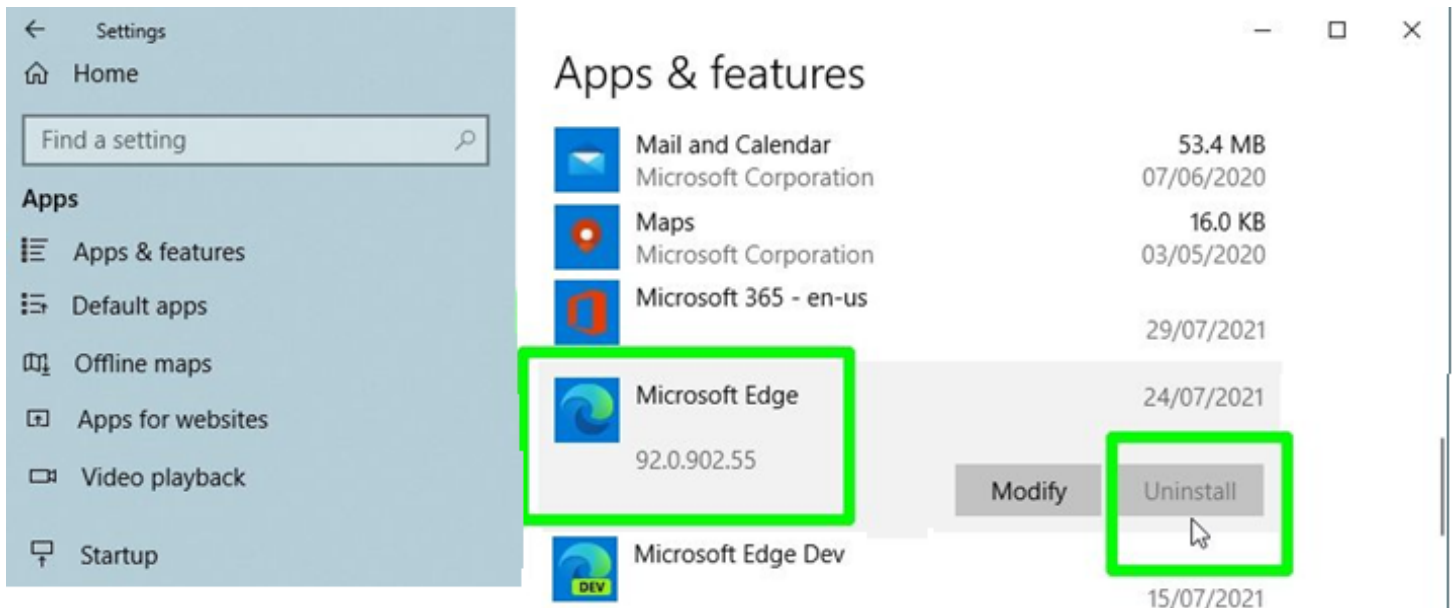 Settings
Home
Find a setting
Apps
Apps & features
Default apps
Offline maps
Apps for websites
Video playback
Startup
Apps & features
Mail and Calendar 53.4 MB
Microsoft Corporation 07/06/2020
Maps 16.0 KB
Microsoft Corporation 03/05/2020
Microsoft 365 - en-us
29/07/2021
Microsoft Edge 24/07/2021
92.0.902.55
Modify Uninstall
Microsoft Edge Dev
DEV
15/07/2021